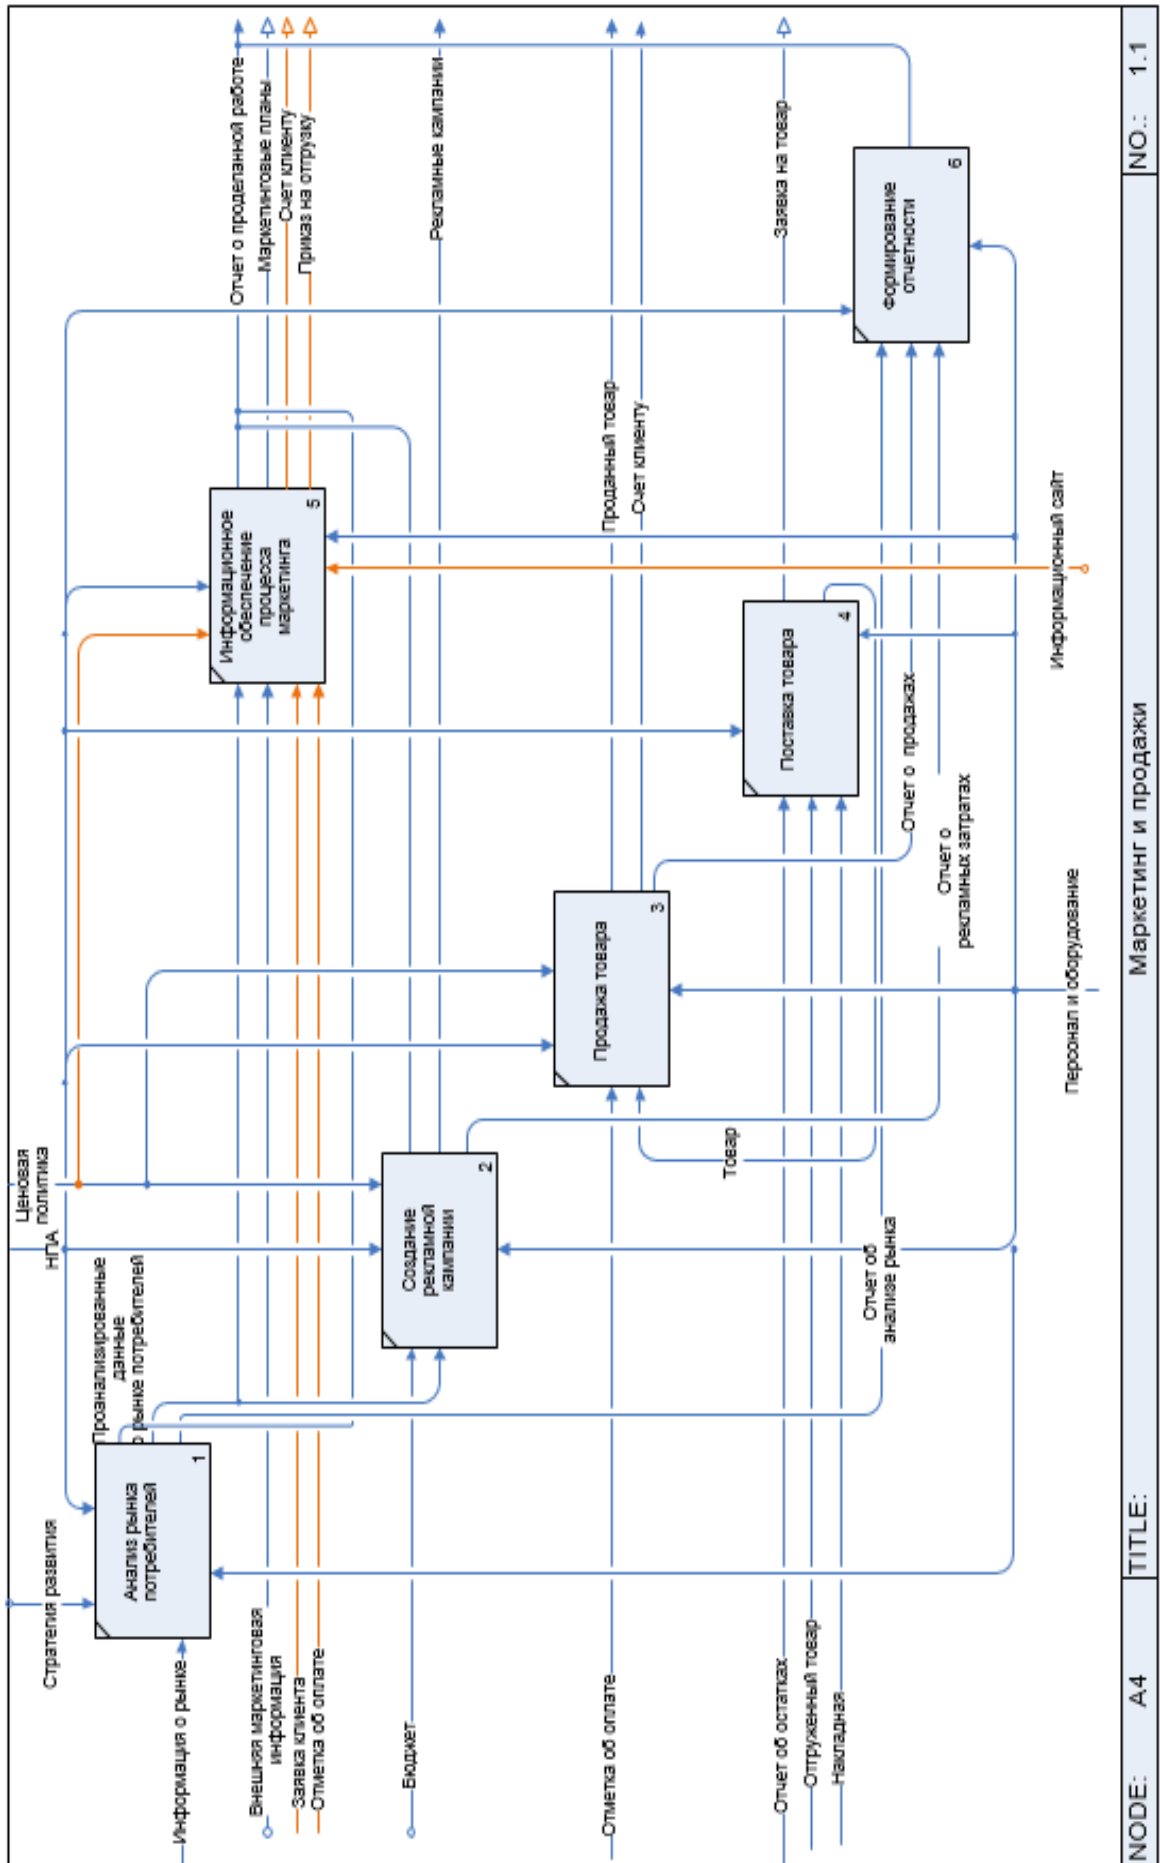 Стратегия развития
НПА
Ценовая
политика
Проанализированные
данные
о рынке потребителей
Информация о рынке
Анализ рынка
потребителей
1
Отчет о проделанной работе
Маркетинговые планы
Счет клиенту
Приказ на отгрузку
Внешняя маркетинговая
информация
Заявка клиента
Отметка об оплате
Информационное
обеспечение
процесса
маркетинга
5
Бюджет
Создание
рекламной
кампании
2
Рекламные кампании
Отметка об оплате
Продажа товара
3
Проданный товар
Счет клиенту
Товар
Отчет об остатках
Отгруженный товар
Накладная
Поставка товара
4
Заявка на товар
Отчет об
анализе рынка
Отчет о продажах
Отчет о
рекламных затратах
Формирование
отчетности
6
Персонал и оборудование
Информационный сайт
NODE: A4
TITLE: Маркетинг и продажи
NO.: 1.1